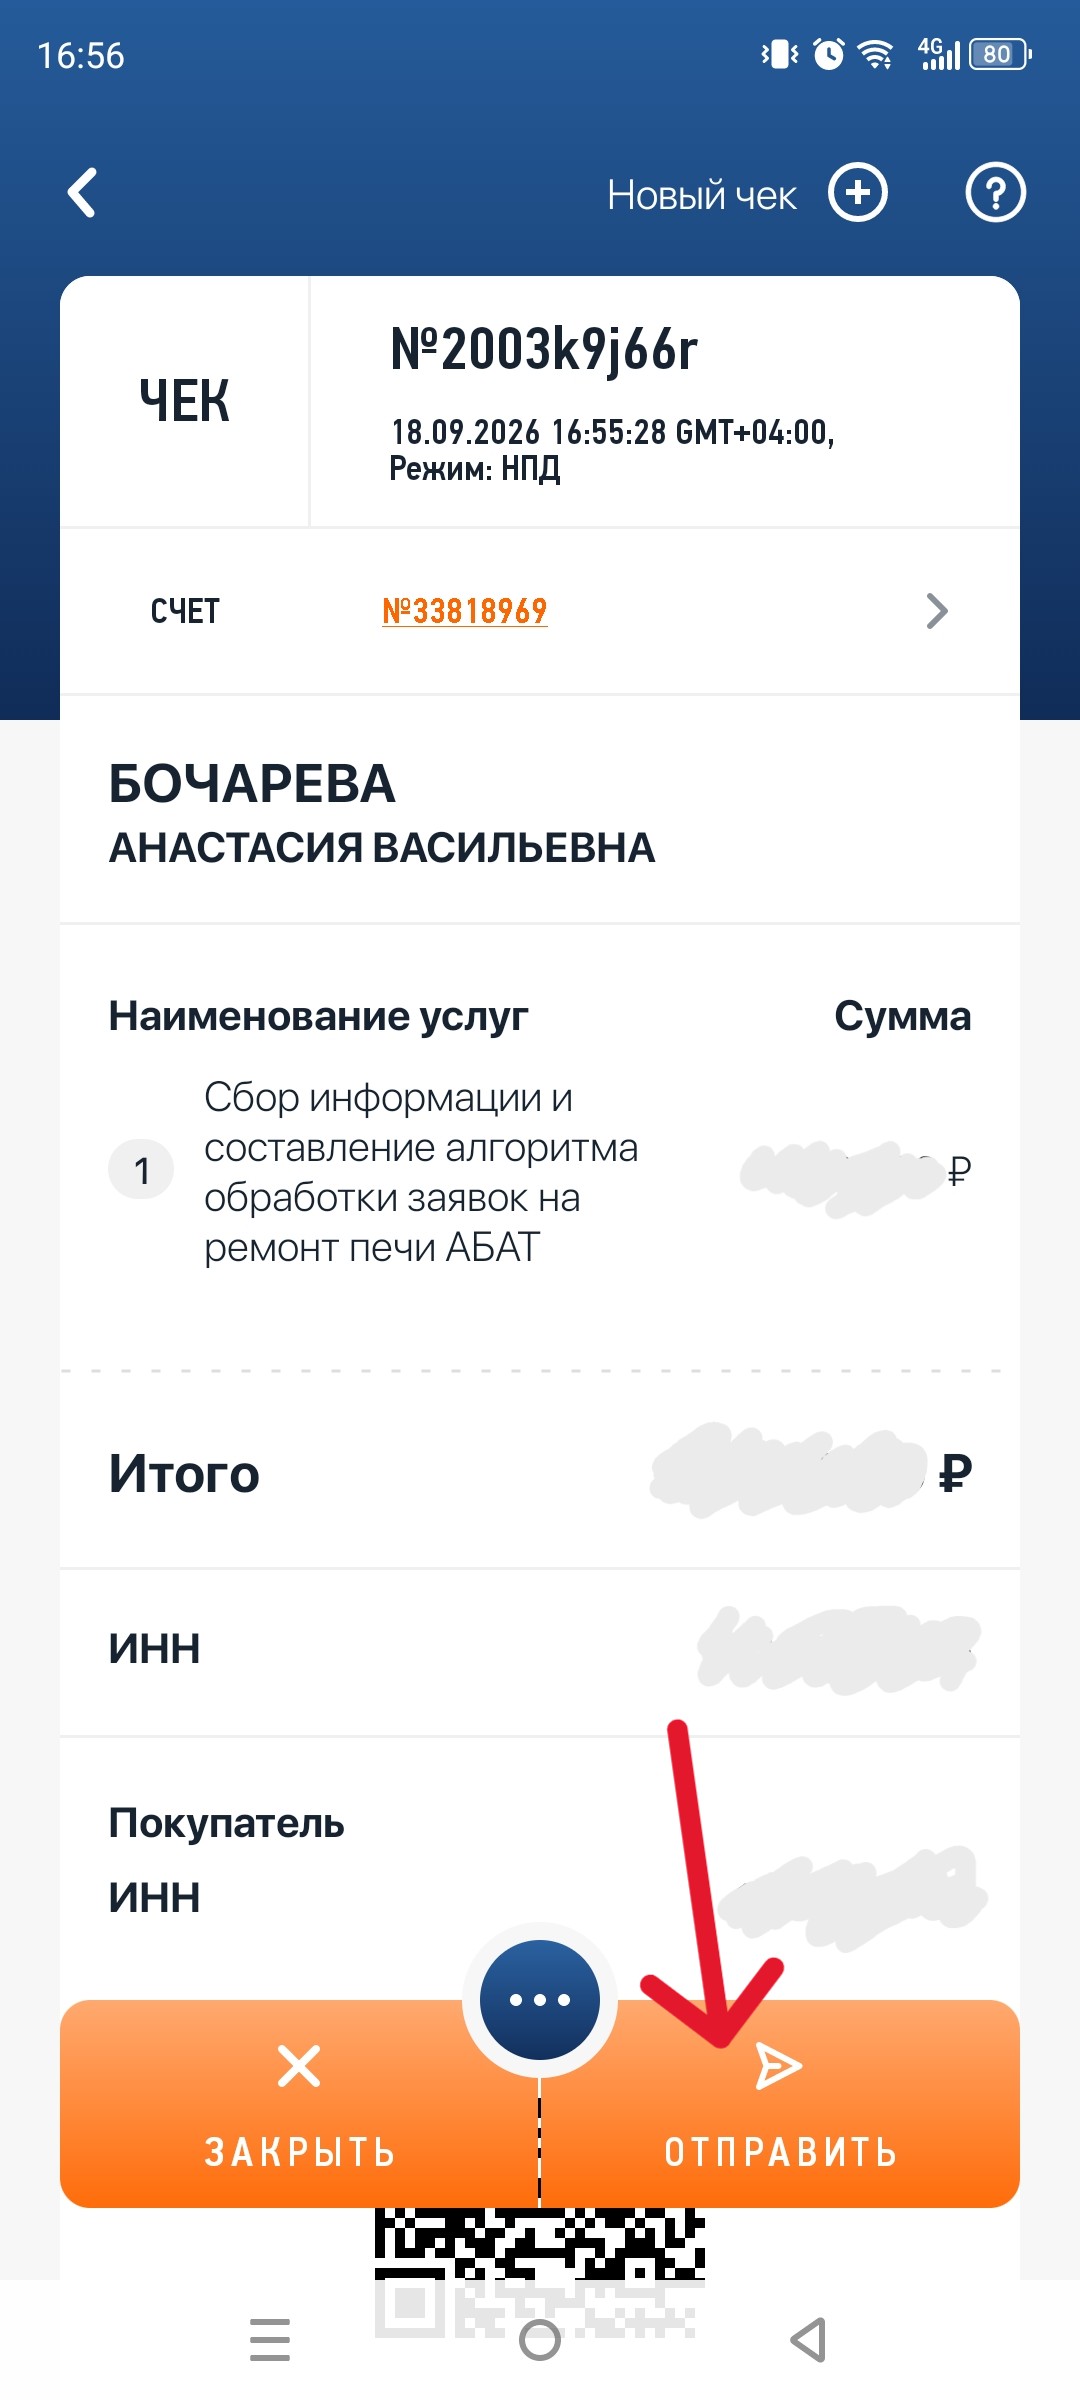 16:56
4G
80
Новый чек
ЧЕК
№2003k9j66r
18.09.2026 16:55:28 GMT+04:00,
Режим: НПД
СЧЕТ №33818969
БОЧАРЕВА
АНАСТАСИЯ ВАСИЛЬЕВНА
Наименование услуг Сумма
Сбор информации и
составление алгоритма
обработки заявок на
ремонт печи АБАТ
1
₽
Итого ₽
ИНН
Покупатель
ИНН
ЗАКРЫТЬ
ОТПРАВИТЬ